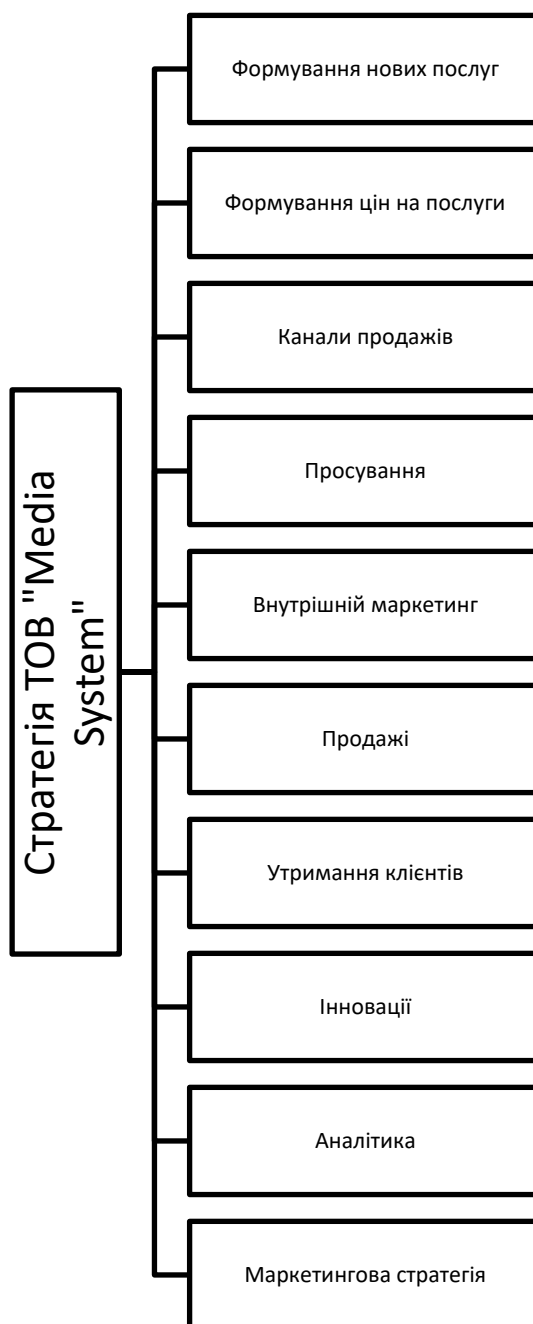 Стратегія ТОВ "Media
System"
Формування нових послуг
Формування цін на послуги
Канали продажів
Просування
Внутрішній маркетинг
Продажі
Утримання клієнтів
Інновації
Аналітика
Маркетингова стратегія